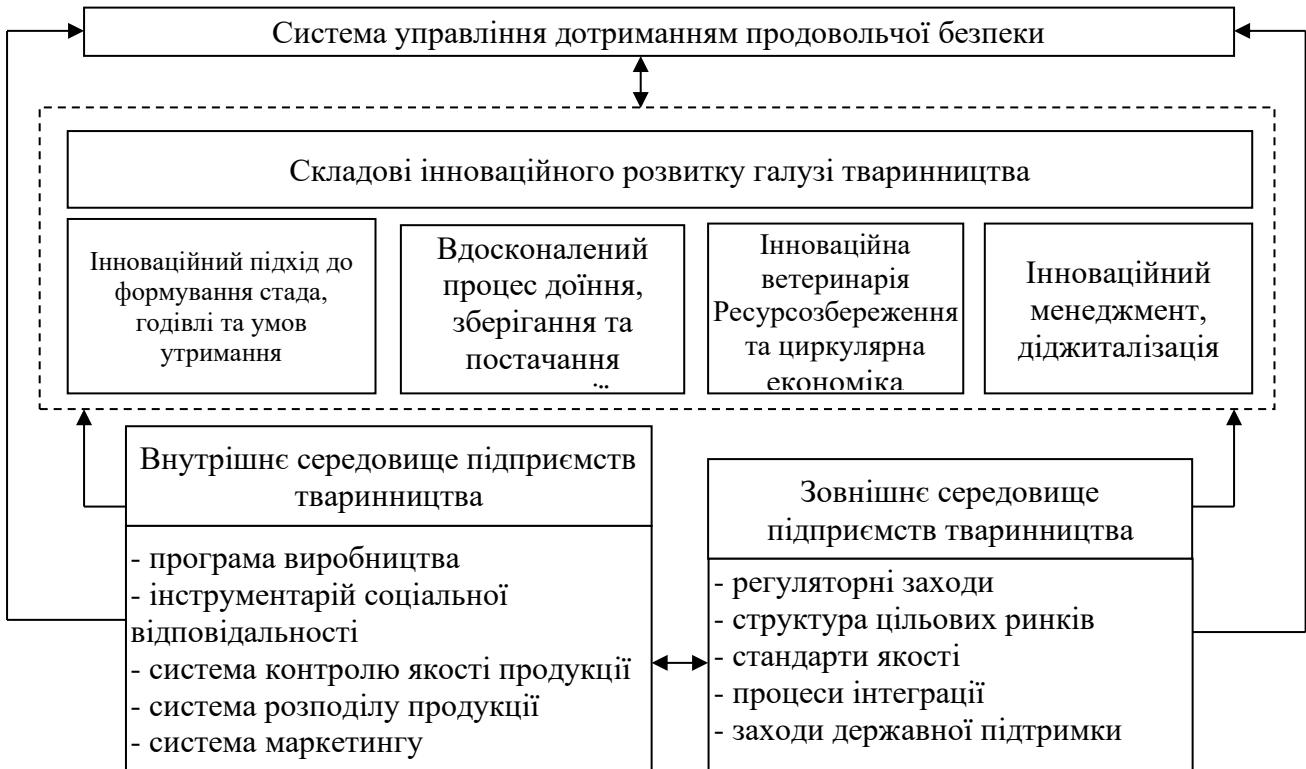 Система управління дотриманням продовольчої безпеки
Складові інноваційного розвитку галузі тваринництва
Інноваційний підхід до
формування стада,
годівлі та умов
утримання
Вдосконалений
процес доїння,
зберігання та
постачання
Інноваційна
ветеринарія
Ресурсозбереження
та циркулярна
економіка
Інноваційний
менеджмент,
діджиталізація
Внутрішнє середовище підприємств
тваринництва
- програма виробництва
- інструментарій соціальної
відповідальності
- система контролю якості продукції
- система розподілу продукції
- система маркетингу
Зовнішнє середовище
підприємств тваринництва
- регуляторні заходи
- структура цільових ринків
- стандарти якості
- процеси інтеграції
- заходи державної підтримки